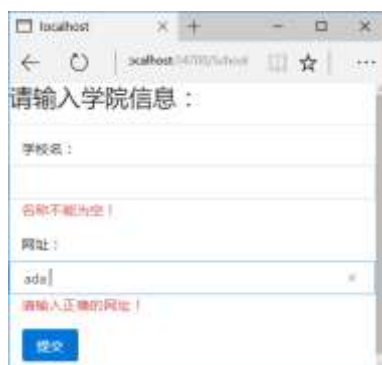 localhost
请输入学院信息：
学校名：
名称不能为空！
网址：
ada
请输入正确的网址！
提交